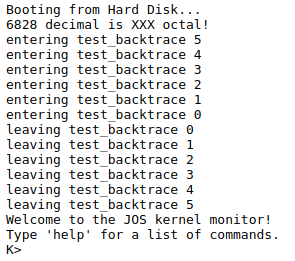 Booting from Hard Disk...
6828 decimal is XXX octal!
entering test_backtrace 5
entering test_backtrace 4
entering test_backtrace 3
entering test_backtrace 2
entering test_backtrace 1
entering test_backtrace 0
leaving test_backtrace 0
leaving test_backtrace 1
leaving test_backtrace 2
leaving test_backtrace 3
leaving test_backtrace 4
leaving test_backtrace 5
Welcome to the JOS kernel monitor!
Type 'help' for a list of commands.
K>